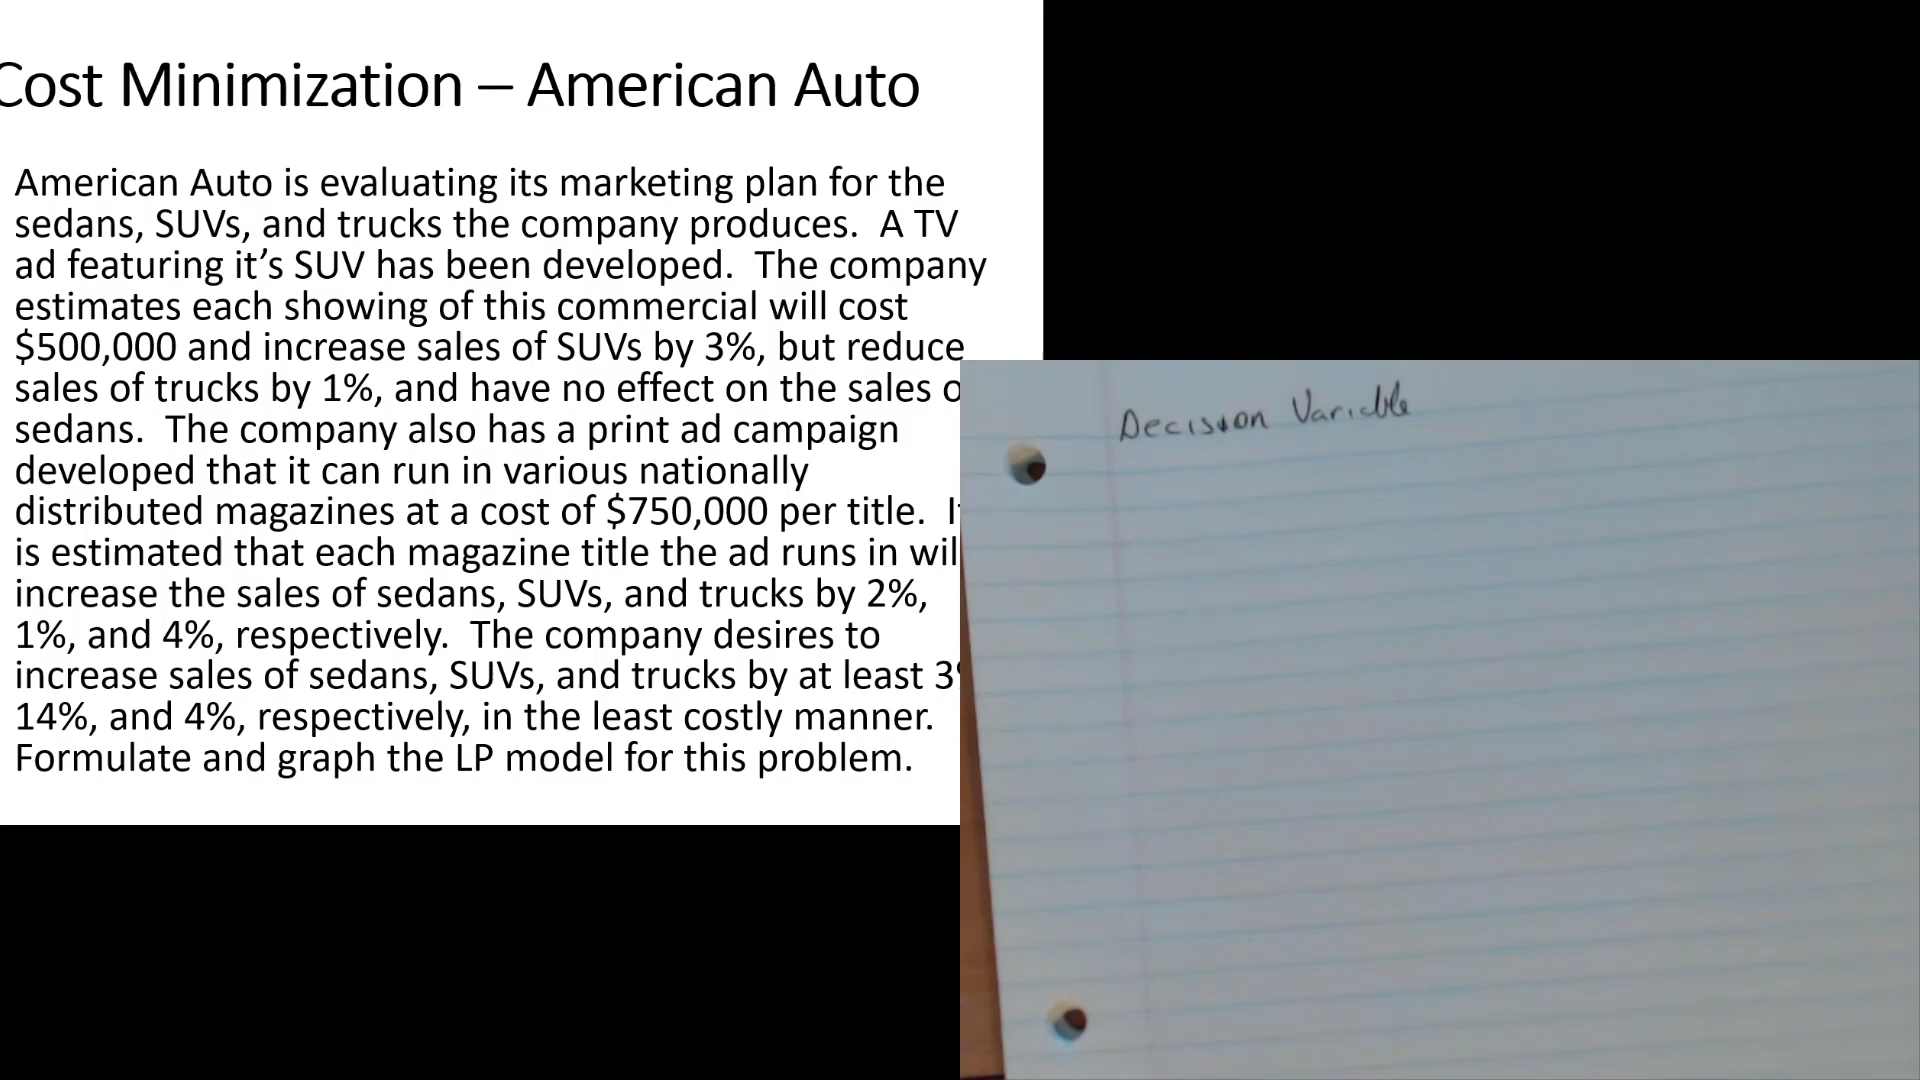 Cost Minimization – American Auto
American Auto is evaluating its marketing plan for the
sedans, SUVs, and trucks the company produces. A TV
ad featuring it’s SUV has been developed. The company
estimates each showing of this commercial will cost
$500,000 and increase sales of SUVs by 3%, but reduce
sales of trucks by 1%, and have no effect on the sales
sedans. The company also has a print ad campaign
developed that it can run in various nationally
distributed magazines at a cost of $750,000 per title.
is estimated that each magazine title the ad runs in
increase the sales of sedans, SUVs, and trucks by 2%,
1%, and 4%, respectively. The company desires to
increase sales of sedans, SUVs, and trucks by at least
14%, and 4%, respectively, in the least costly manner.
Formulate and graph the LP model for this problem.
Decision Variable